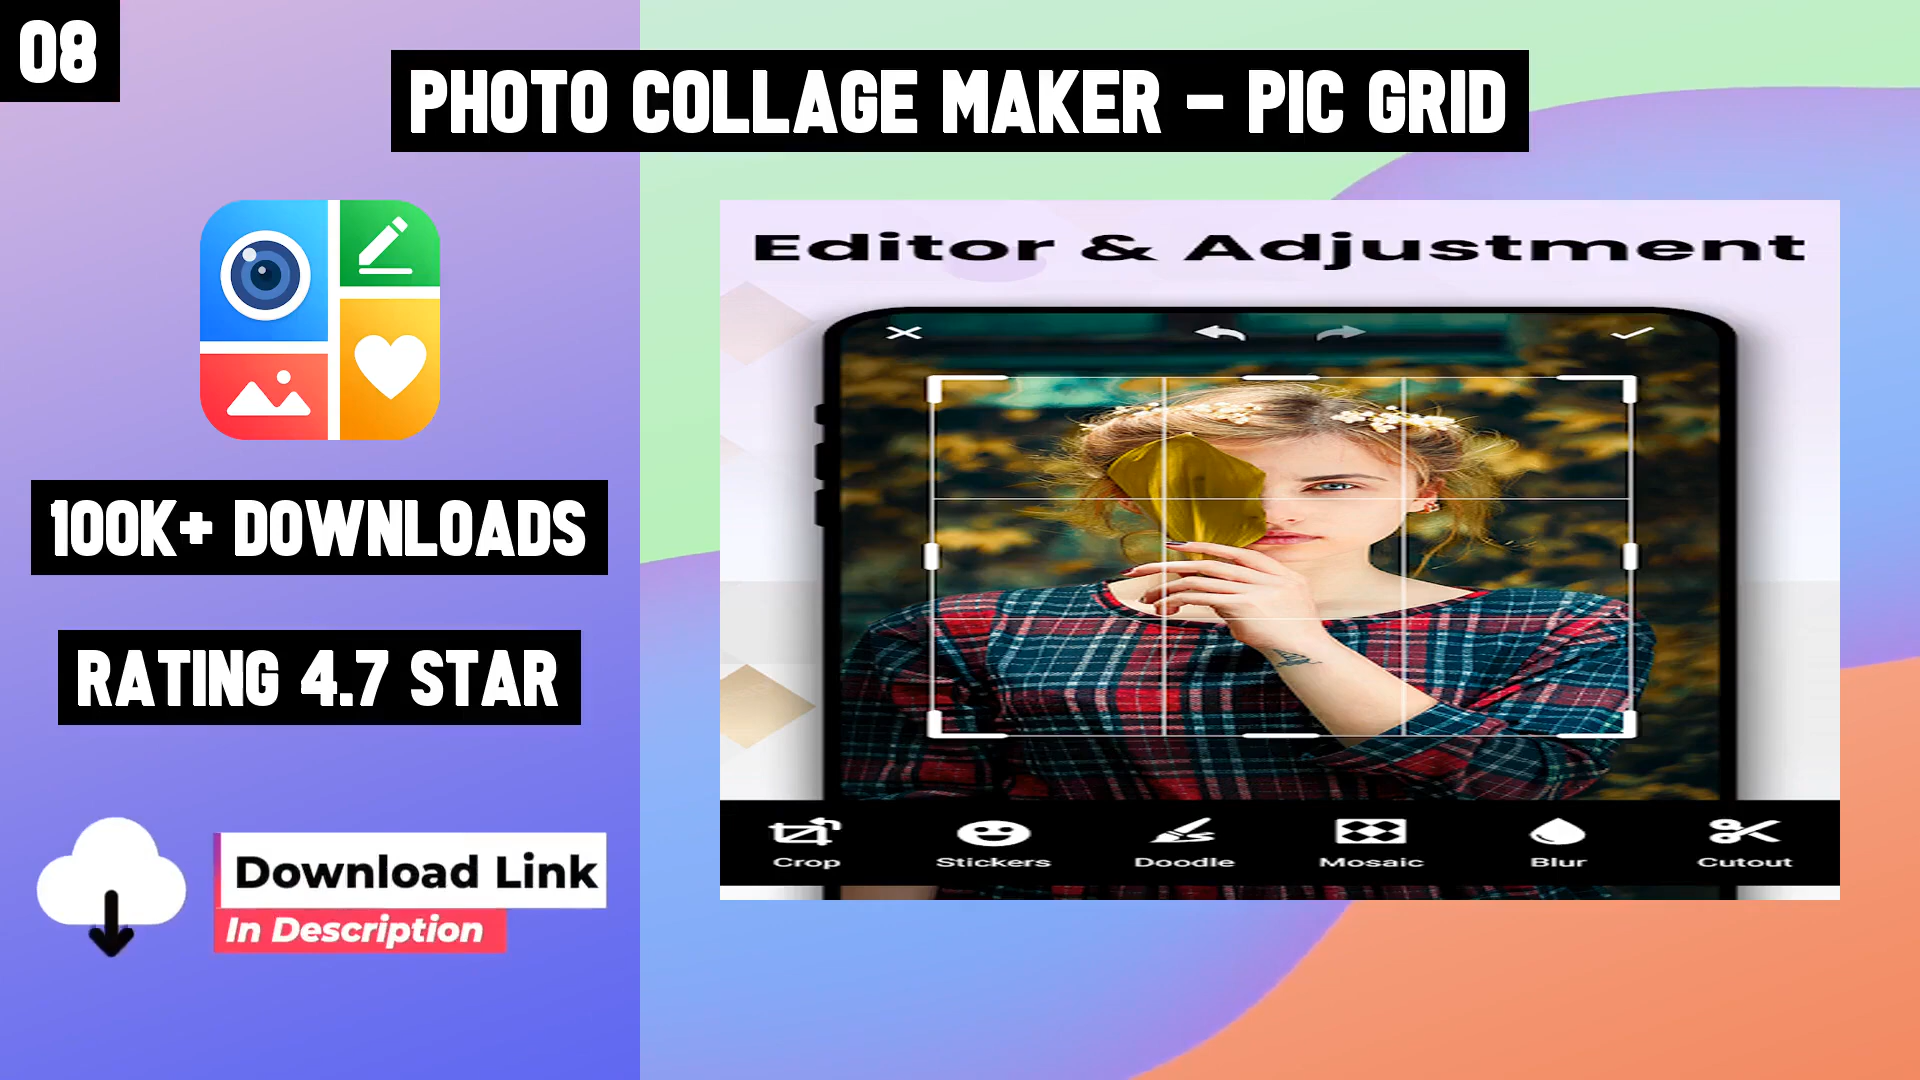 08
PHOTO COLLAGE MAKER – PIC GRID
100K+ DOWNLOADS
RATING 4.7 STAR
Download Link
In Description
Editor & Adjustment
Crop Stickers Doodle Mosaic Blur Cutout